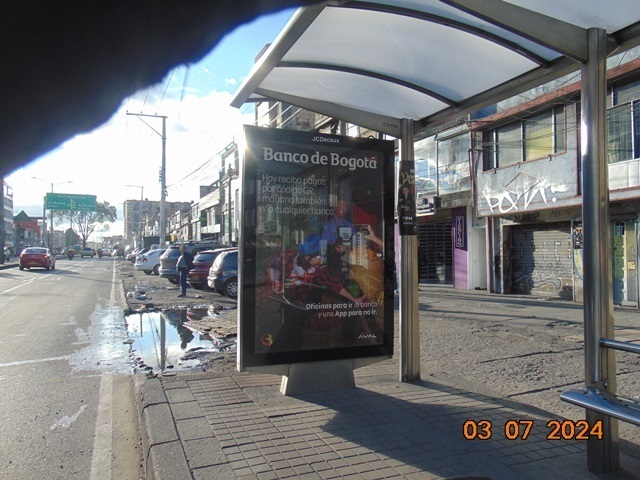 JCDecaux
Banco de Bogotá
Hoy recibo pagos
por código QR,
mañana también
Y a cualquier banco
Oficinas para ir al banco
y una App para no ir.
AVAL
03 07 2024